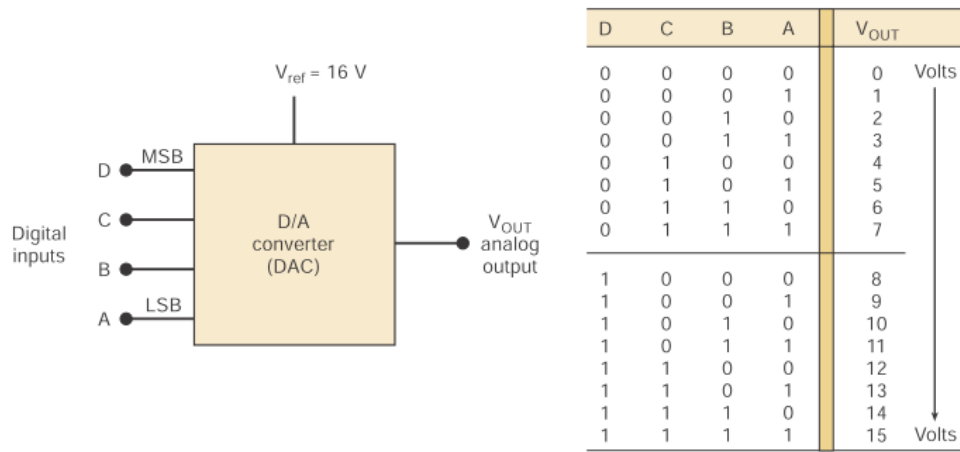 V_ref = 16 V
D MSB
C
B
A LSB
Digital
inputs
D/A
converter
(DAC)
V_OUT
analog
output
D C B A V_OUT
0 0 0 0 0 Volts
0 0 0 1 1
0 0 1 0 2
0 0 1 1 3
0 1 0 0 4
0 1 0 1 5
0 1 1 0 6
0 1 1 1 7
1 0 0 0 8
1 0 0 1 9
1 0 1 0 10
1 0 1 1 11
1 1 0 0 12
1 1 0 1 13
1 1 1 0 14
1 1 1 1 15 Volts